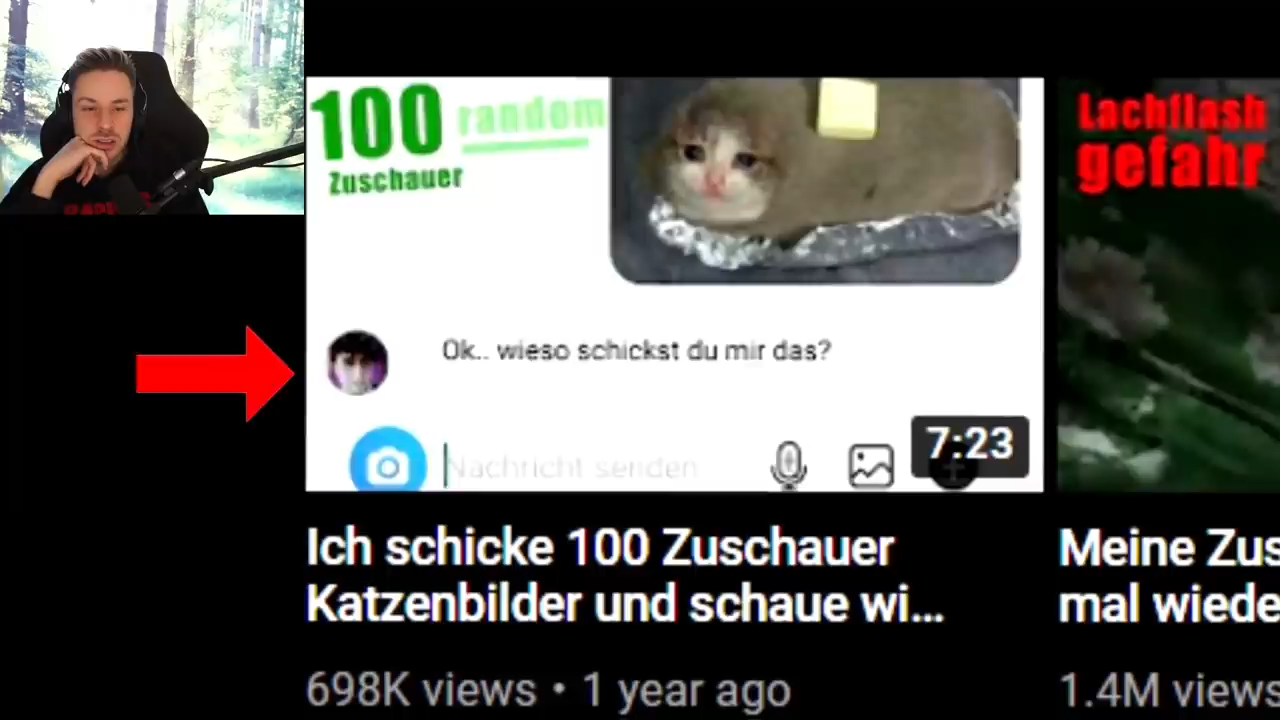 100 random
Zuschauer
Ok.. wieso schickst du mir das?
Nachricht senden
7:23
Ich schicke 100 Zuschauer
Katzenbilder und schaue wi...
698K views • 1 year ago
Lachflash
gefahr
Meine Zus
mal wiede
1.4M views